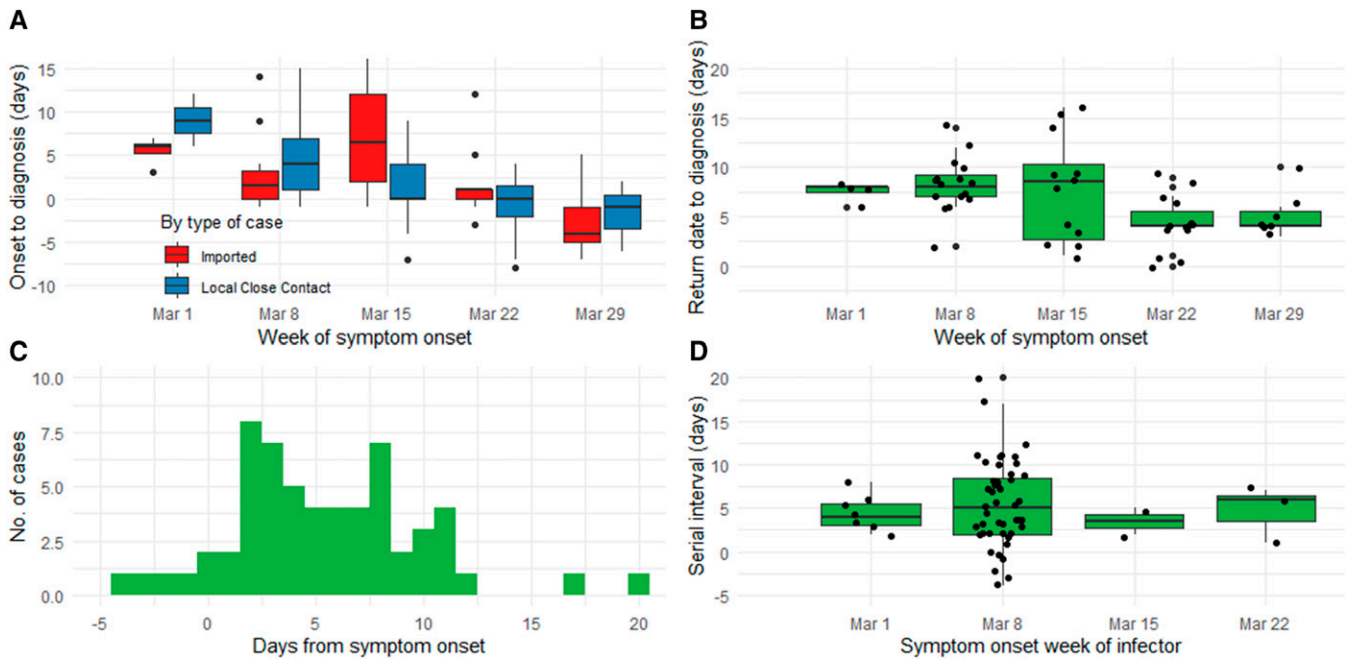 A
Onset to diagnosis (days)
15
10
5
0
-5
-10
By type of case
Imported
Local Close Contact
Mar 1
Mar 8
Mar 15
Mar 22
Mar 29
Week of symptom onset
B
Return date to diagnosis (days)
20
15
10
5
0
Mar 1
Mar 8
Mar 15
Mar 22
Mar 29
Week of symptom onset
C
No. of cases
10.0
7.5
5.0
2.5
0.0
-5
0
5
10
15
20
Days from symptom onset
D
Serial interval (days)
20
15
10
5
0
-5
Mar 1
Mar 8
Mar 15
Mar 22
Symptom onset week of infector